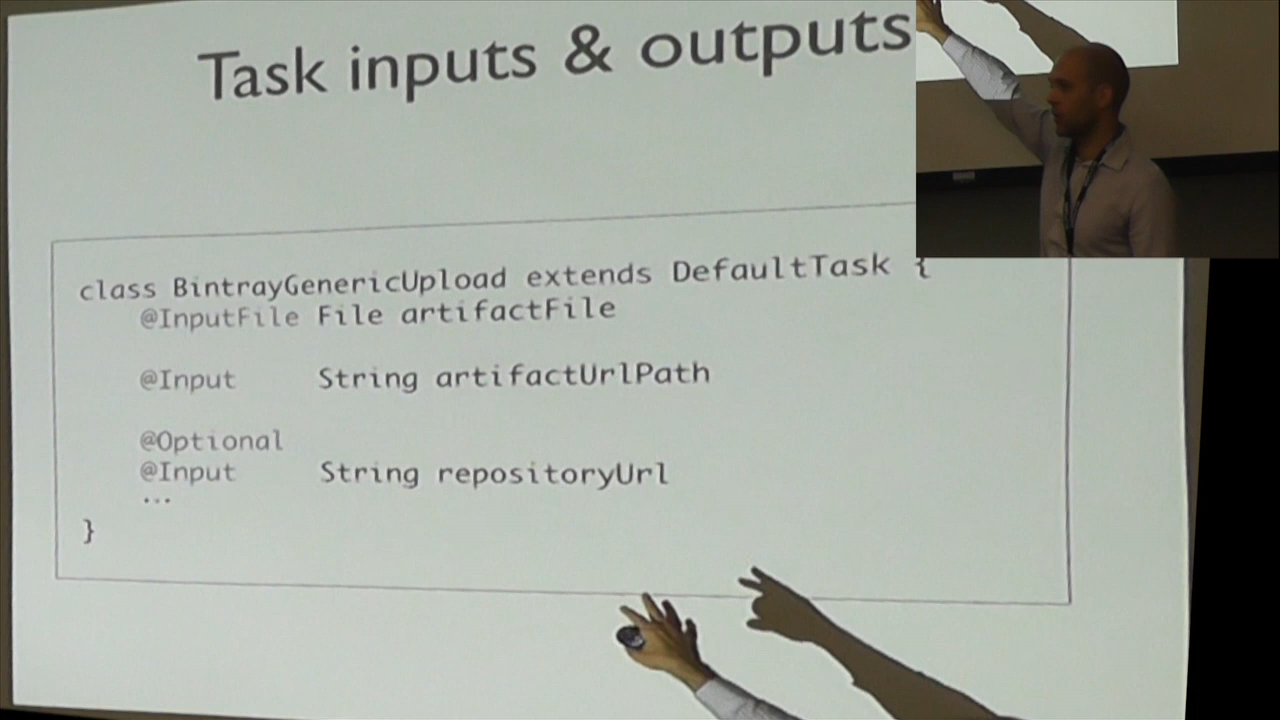 Task inputs & outputs
class BintrayGenericUpload extends DefaultTask {
@InputFile File artifactFile
@Input String artifactUrlPath
@Optional
@Input String repositoryUrl
...
}